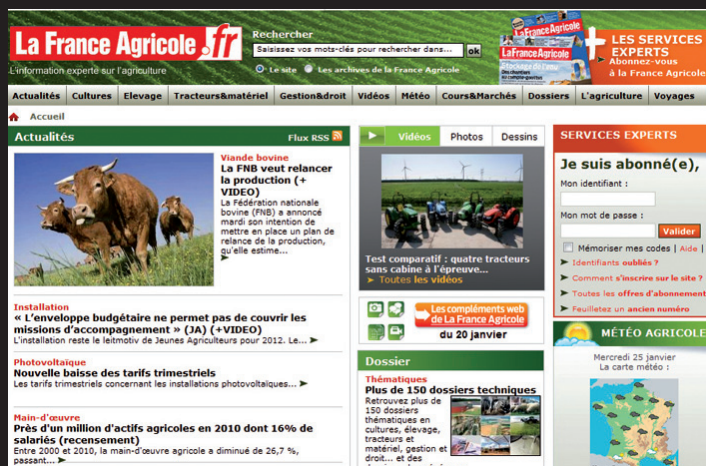 La France Agricole .fr
L'information experte sur l'agriculture
Rechercher
Saisissez vos mots-clés pour rechercher dans... ok
Le site Les archives de la France Agricole
La France Agricole
+ LES SERVICES EXPERTS
Abonnez-vous
à la France Agricole
Actualités Cultures Elevage Tracteurs&matériel Gestion&droit Vidéos Météo Cours&Marchés Dossiers L'agriculture Voyages
Accueil
Actualités Flux RSS
Viande bovine
La FNB veut relancer
la production (+
VIDEO)
La Fédération nationale
bovine (FNB) a annoncé
mardi son intention de
mettre en place un plan de
relance de la production,
qu'elle estime...
Installation
« L'enveloppe budgétaire ne permet pas de couvrir les
missions d'accompagnement » (JA) (+VIDEO)
L'installation reste le leitmotiv de Jeunes Agriculteurs pour 2012. Le...
Photovoltaïque
Nouvelle baisse des tarifs trimestriels
Les tarifs trimestriels concernant les installations photovoltaïques...
Main-d'œuvre
Près d'un million d'actifs agricoles en 2010 dont 16% de
salariés (recensement)
Entre 2000 et 2010, la main-d'œuvre agricole a diminué de 26,7 %,
passant...
Vidéos Photos Dessins
Test comparatif : quatre tracteurs
sans cabine à l'épreuve...
Toutes les vidéos
Les compléments web
de La France Agricole
du 20 janvier
Dossier
Thématiques
Plus de 150 dossiers techniques
Retrouvez plus de
150 dossiers
thématiques en
cultures, élevage,
tracteurs et
matériel, gestion et
droit... et des
SERVICES EXPERTS
Je suis abonné(e),
Mon identifiant :
Mon mot de passe :
Valider
Mémoriser mes codes | Aide |
Identifiants oubliés ?
Comment s'inscrire sur le site ?
Toutes les offres d'abonnement
Feuilletez un ancien numéro
MÉTÉO AGRICOLE
Mercredi 25 janvier
La carte météo :